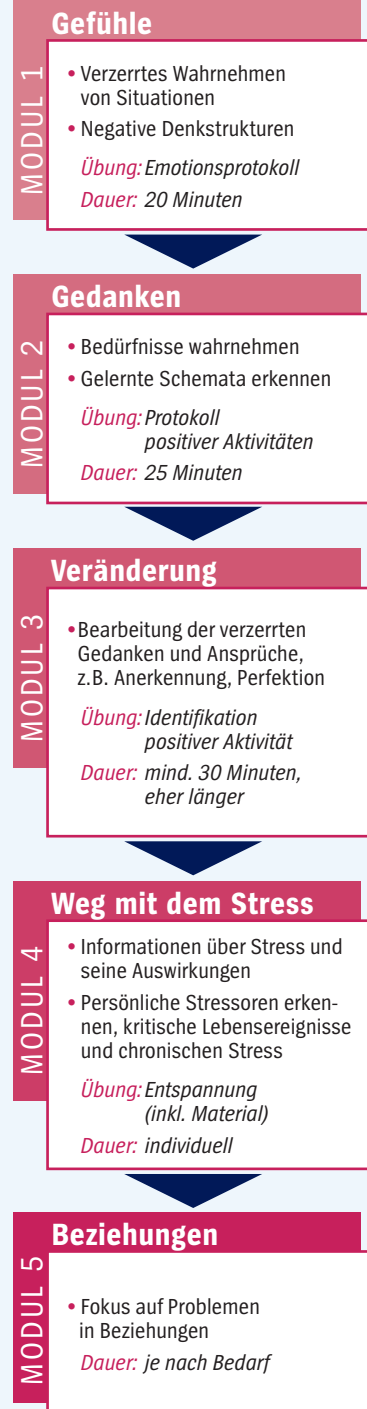 Gefühle
MODUL 1
• Verzerrtes Wahrnehmen
von Situationen
• Negative Denkstrukturen
Übung: Emotionsprotokoll
Dauer: 20 Minuten
Gedanken
MODUL 2
• Bedürfnisse wahrnehmen
• Gelernte Schemata erkennen
Übung: Protokoll
positiver Aktivitäten
Dauer: 25 Minuten
Veränderung
MODUL 3
• Bearbeitung der verzerrten
Gedanken und Ansprüche,
z.B. Anerkennung, Perfektion
Übung: Identifikation
positiver Aktivität
Dauer: mind. 30 Minuten,
eher länger
Weg mit dem Stress
MODUL 4
• Informationen über Stress und
seine Auswirkungen
• Persönliche Stressoren erken-
nen, kritische Lebensereignisse
und chronischen Stress
Übung: Entspannung
(inkl. Material)
Dauer: individuell
Beziehungen
MODUL 5
• Fokus auf Problemen
in Beziehungen
Dauer: je nach Bedarf